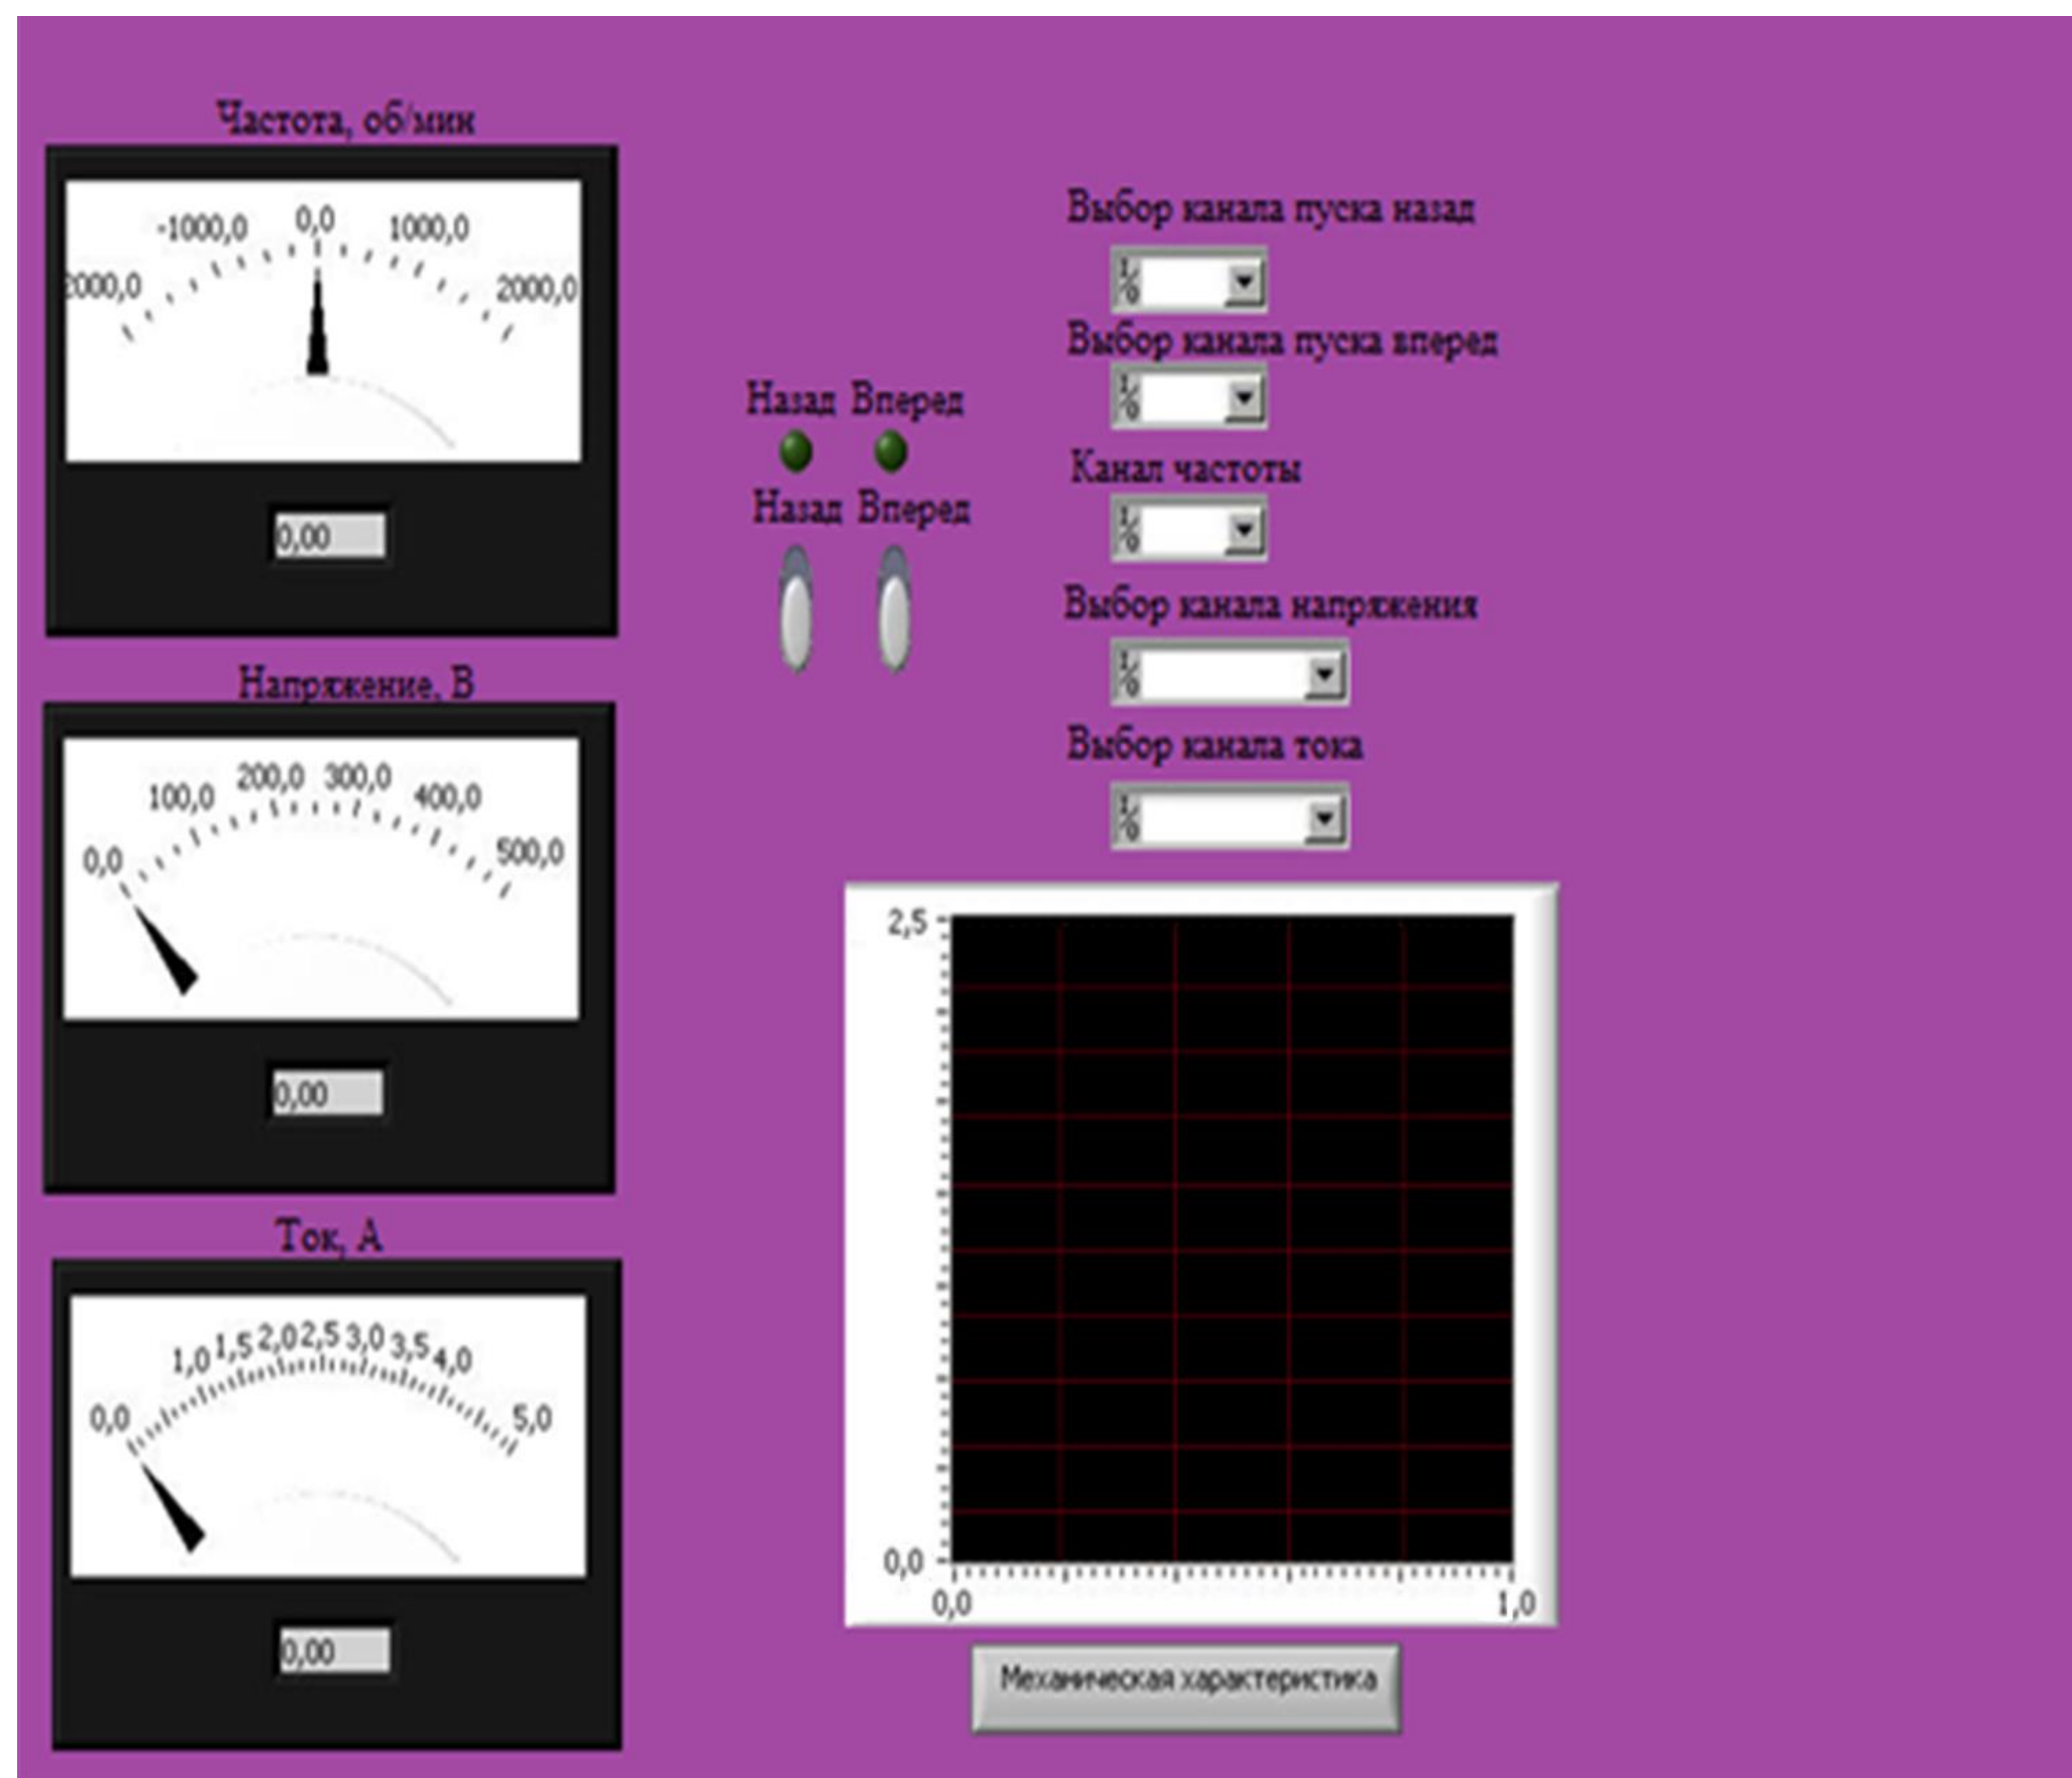 Частота, об/мин
-1000,0 0,0 1000,0
2000,0 2000,0
0,00
Напряжение, В
0,0 100,0 200,0 300,0 400,0 500,0
0,00
Ток, А
0,0 1,0 1,5 2,0 2,5 3,0 3,5 4,0 5,0
0,00
Назад Вперед
Назад Вперед
Выбор канала пуска назад
Выбор канала пуска вперед
Канал частоты
Выбор канала напряжения
Выбор канала тока
2,5
0,0
0,0 1,0
Механическая характеристика